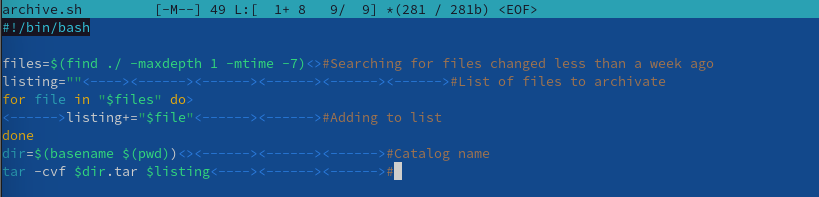 archive.sh [-M--] 49 L:[ 1+ 8 9/ 9] *(281 / 281b) <EOF>
#!/bin/bash
files=$(find ./ -maxdepth 1 -mtime -7)<>#Searching for files changed less than a week ago
listing=""<----><------><------><------><------><------>#List of files to archivate
for file in "$files" do>
<------>listing+="$file"<------><------>#Adding to list
done
dir=$(basename $(pwd))<><------><------><------>#Catalog name
tar -cvf $dir.tar $listing<----><------><------>#